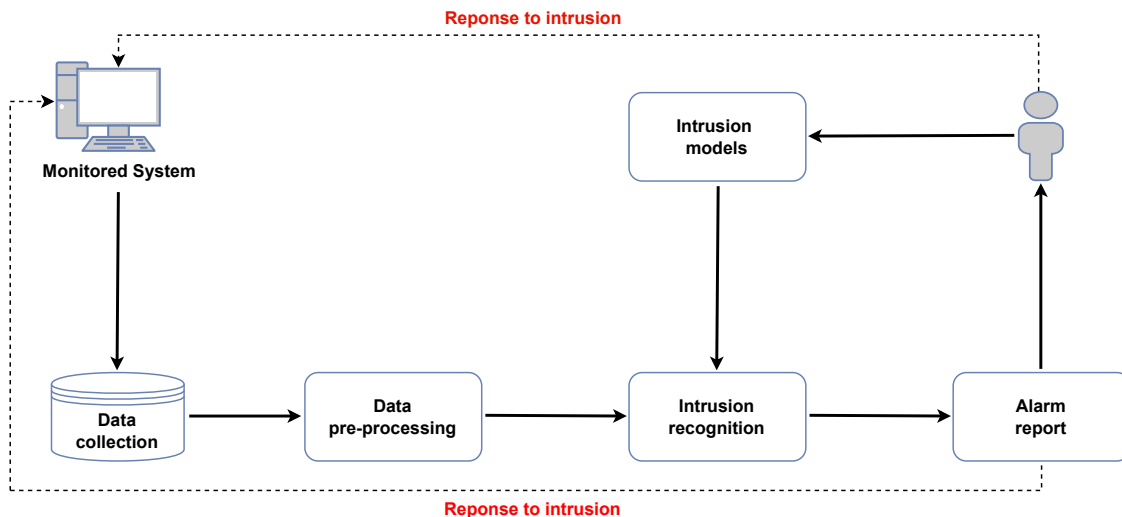 Reponse to intrusion
Monitored System
Intrusion
models
Data
collection
Data
pre-processing
Intrusion
recognition
Alarm
report
Reponse to intrusion